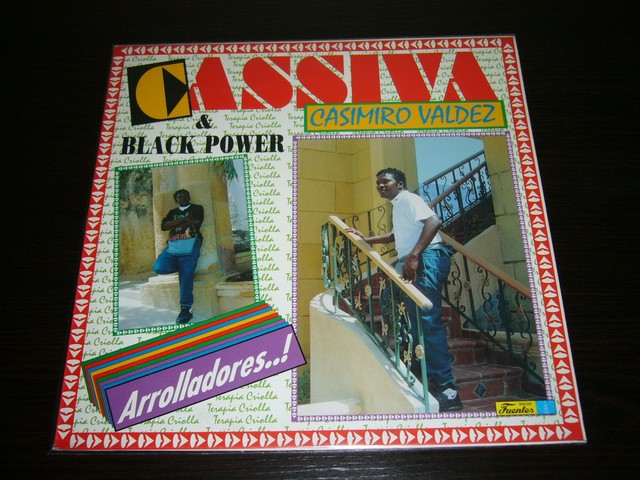 CASSIVA
CASIMIRO VALDEZ
&
BLACK POWER
Arrolladores..!
Terapia Criolla
Fuentes